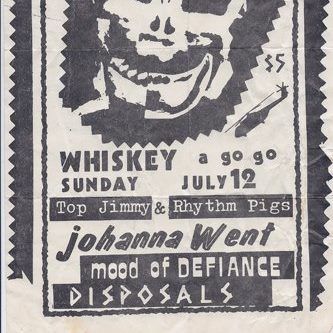 $5
WHISKEY a go go
SUNDAY JULY 12
Top Jimmy & Rhythm Pigs
johanna Went
mood of DEFIANCE
DISPOSALS